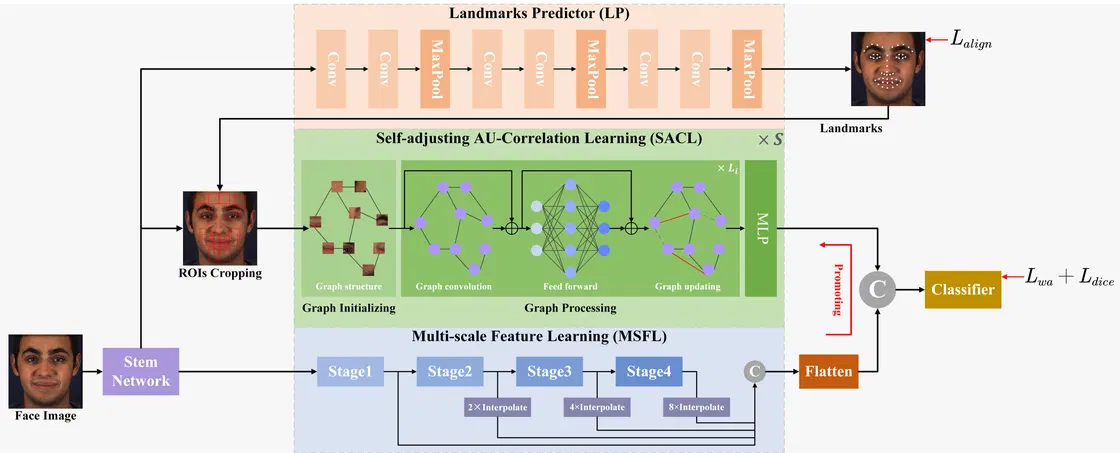 Landmarks Predictor (LP)
Conv
Conv
MaxPool
Conv
Conv
MaxPool
Conv
Conv
MaxPool
L_align
Landmarks
Self-adjusting AU-Correlation Learning (SACL)
× S
× L_i
ROIs Cropping
Graph structure
Graph convolution
Feed forward
Graph updating
MLP
Graph Initializing
Graph Processing
Promoting
C
Classifier
L_wa + L_dice
Multi-scale Feature Learning (MSFL)
Face Image
Stem
Network
Stage1
Stage2
Stage3
Stage4
C
Flatten
2×Interpolate
4×Interpolate
8×Interpolate